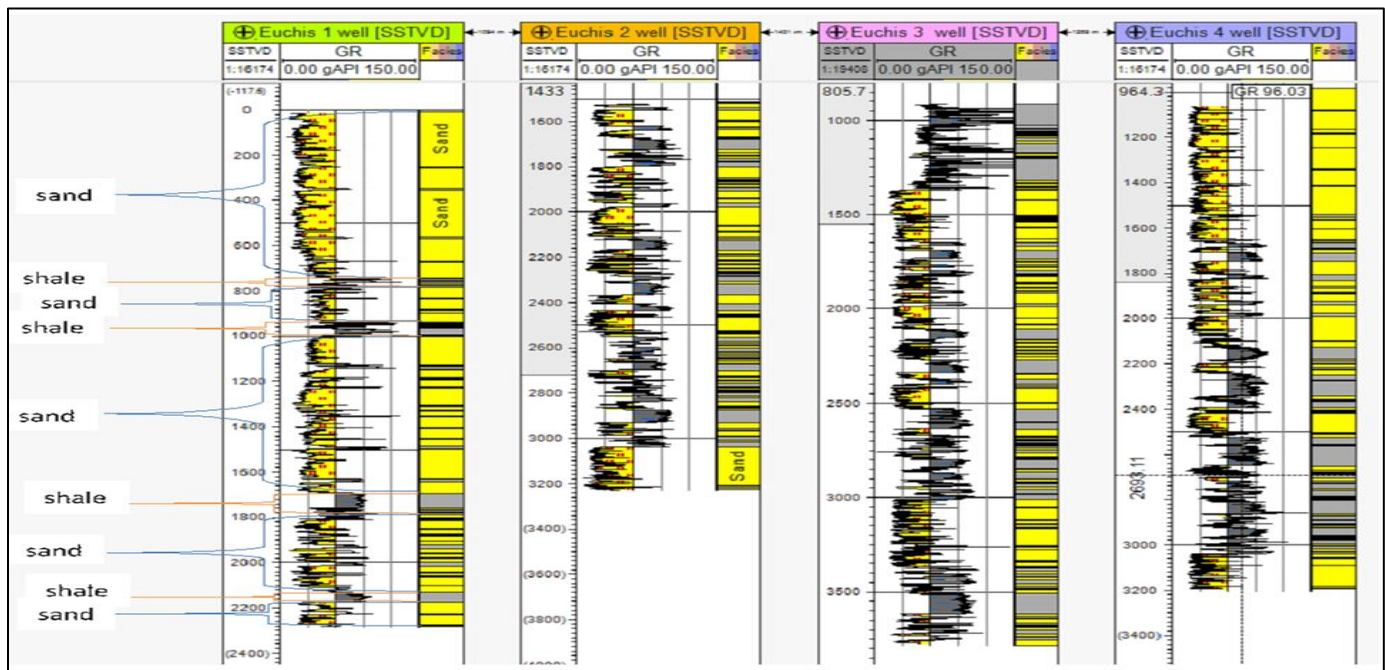 Euchis 1 well [SSTVD]
SSTVD GR Facies
1:16174 0.00 gAPI 150.00
(-117.6)
0
200
400
600
800
1000
1200
1400
1600
1800
2000
2200
(2400)
Sand
Sand
sand
shale
sand
shale
sand
shale
sand
shale
sand
Euchis 2 well [SSTVD]
SSTVD GR Facies
1:16174 0.00 gAPI 150.00
1433
1600
1800
2000
2200
2400
2600
2800
3000
3200
(3400)
(3600)
(3800)
Sand
Euchis 3 well [SSTVD]
SSTVD GR Facies
1:19408 0.00 gAPI 150.00
805.7
1000
1500
2000
2500
3000
3500
Euchis 4 well [SSTVD]
SSTVD GR Facies
1:16174 0.00 gAPI 150.00
964.3
GR 96.03
1200
1400
1600
1800
2000
2200
2400
2693.11
3000
3200
(3400)